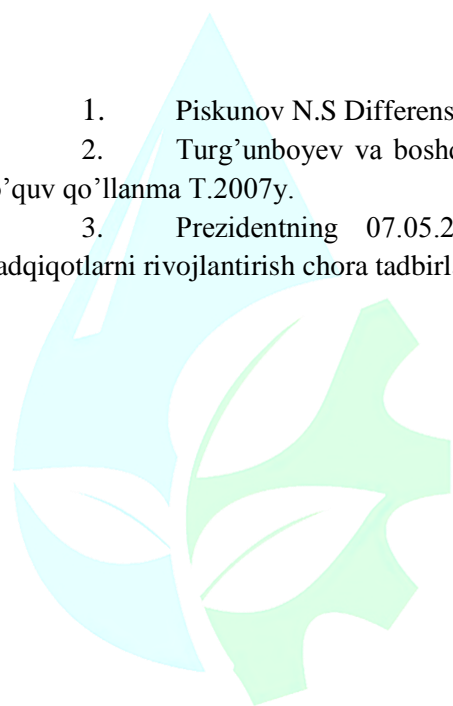 1. Piskunov N.S Differens
2. Turg’unboyev va boshq
o’quv qo’llanma T.2007y.
3. Prezidentning 07.05.2
adqiqotlarni rivojlantirish chora tadbirl